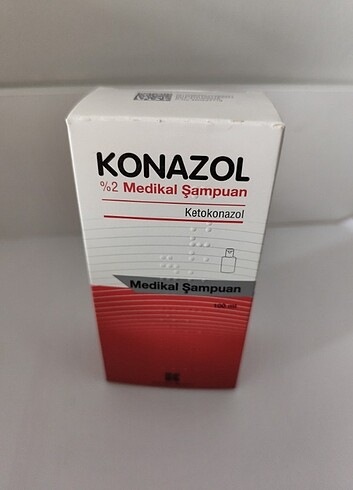 KONAZOL
%2 Medikal Şampuan
Ketokonazol
Medikal Şampuan
100 ml